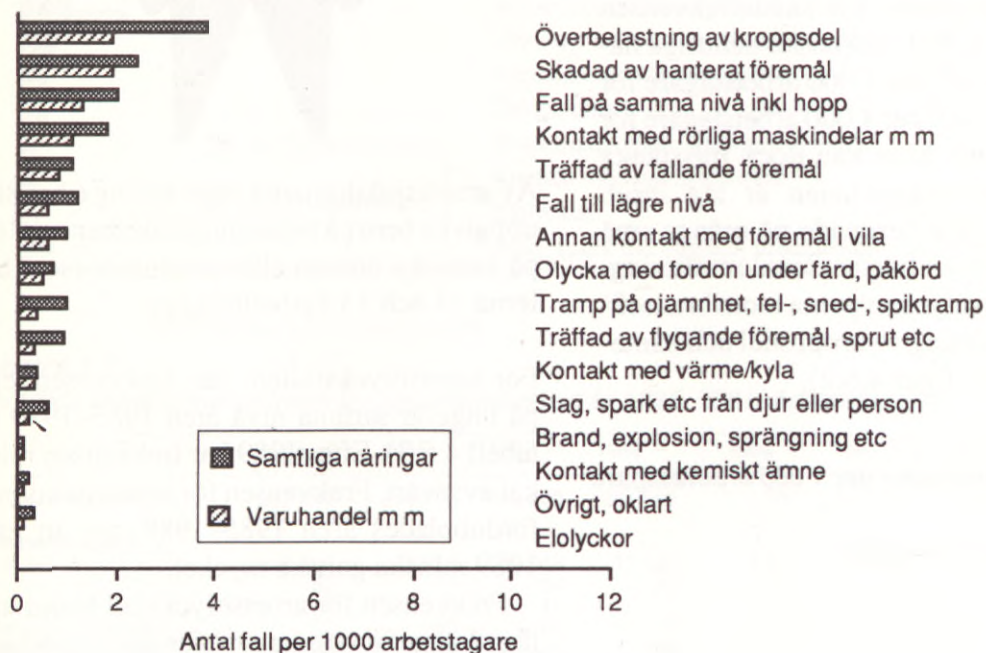 Överbelastning av kroppsdel
Skadad av hanterat föremål
Fall på samma nivå inkl hopp
Kontakt med rörliga maskindelar m m
Träffad av fallande föremål
Fall till lägre nivå
Annan kontakt med föremål i vila
Olycka med fordon under färd, påkörd
Tramp på ojämnhet, fel-, sned-, spiktramp
Träffad av flygande föremål, sprut etc
Kontakt med värme/kyla
Slag, spark etc från djur eller person
Brand, explosion, sprängning etc
Kontakt med kemiskt ämne
Övrigt, oklart
Elolyckor
Samtliga näringar
Varuhandel m m
0 2 4 6 8 10 12
Antal fall per 1000 arbetstagare